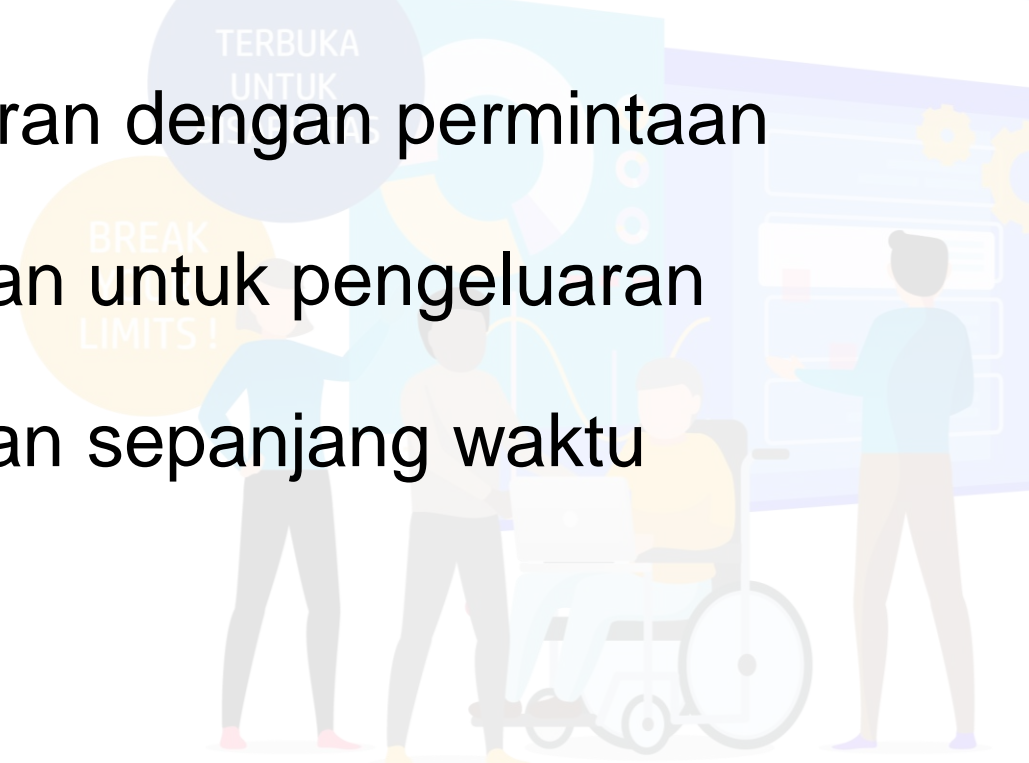 TERBUKA
UNTUK
ran dengan permintaan
BREAK
an untuk pengeluaran
LIMITS !
an sepanjang waktu